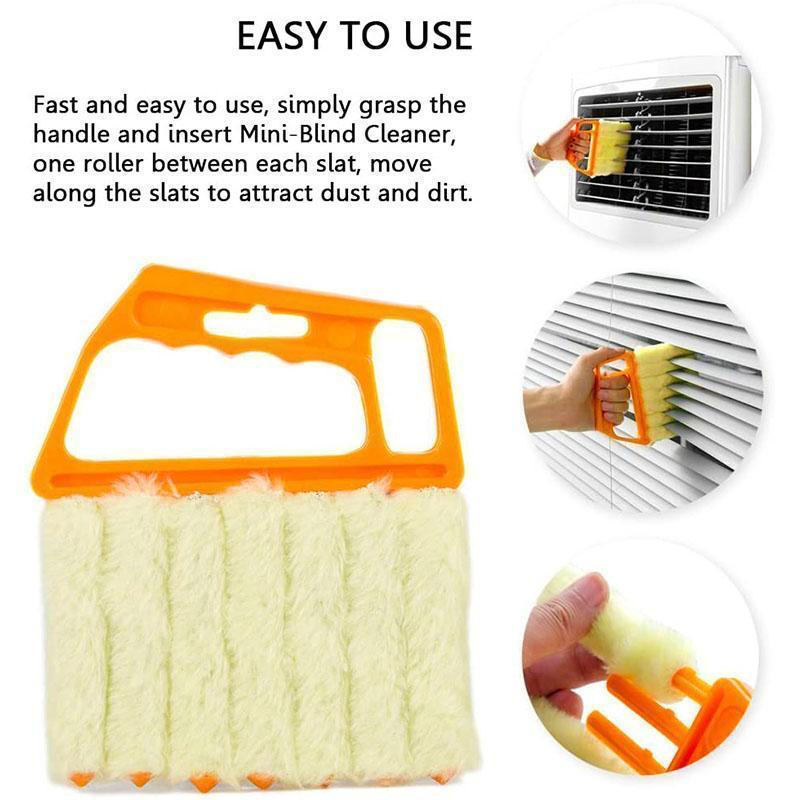 EASY TO USE
Fast and easy to use, simply grasp the
handle and insert Mini-Blind Cleaner,
one roller between each slat, move
along the slats to attract dust and dirt.